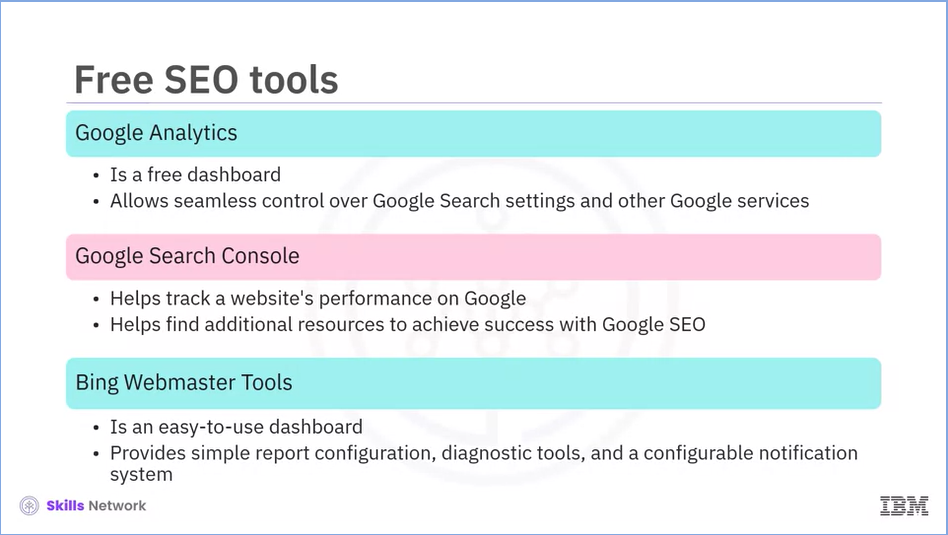 Free SEO tools
Google Analytics
• Is a free dashboard
• Allows seamless control over Google Search settings and other Google services
Google Search Console
• Helps track a website's performance on Google
• Helps find additional resources to achieve success with Google SEO
Bing Webmaster Tools
• Is an easy-to-use dashboard
• Provides simple report configuration, diagnostic tools, and a configurable notification
system
Skills Network
IBM